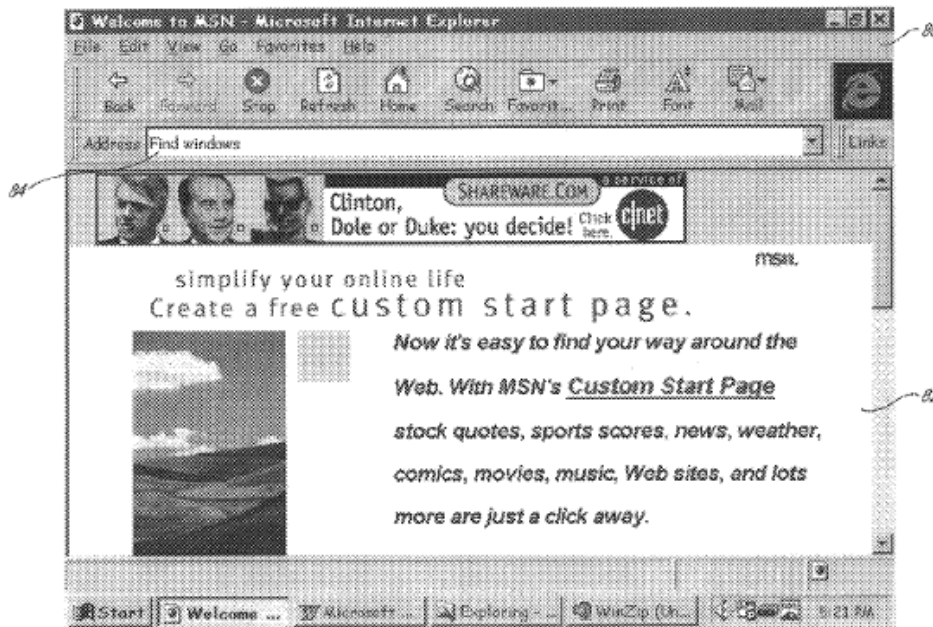 Welcome to MSN - Microsoft Internet Explorer
File Edit View Go Favorites Help
Back Forward Stop Refresh Home Search Favorit... Print Font Mail
Address Find windows Links
84
Clinton, SHAREWARE.COM a service of
Dole or Duke: you decide! Click here. c|net
msn.
simplify your online life
Create a free custom start page.
Now it's easy to find your way around the
Web. With MSN's Custom Start Page
stock quotes, sports scores, news, weather,
comics, movies, music, Web sites, and lots
more are just a click away.
Start Welcome ... Microsoft ... Exploring - ... WinZip (Un... 8:21 AM